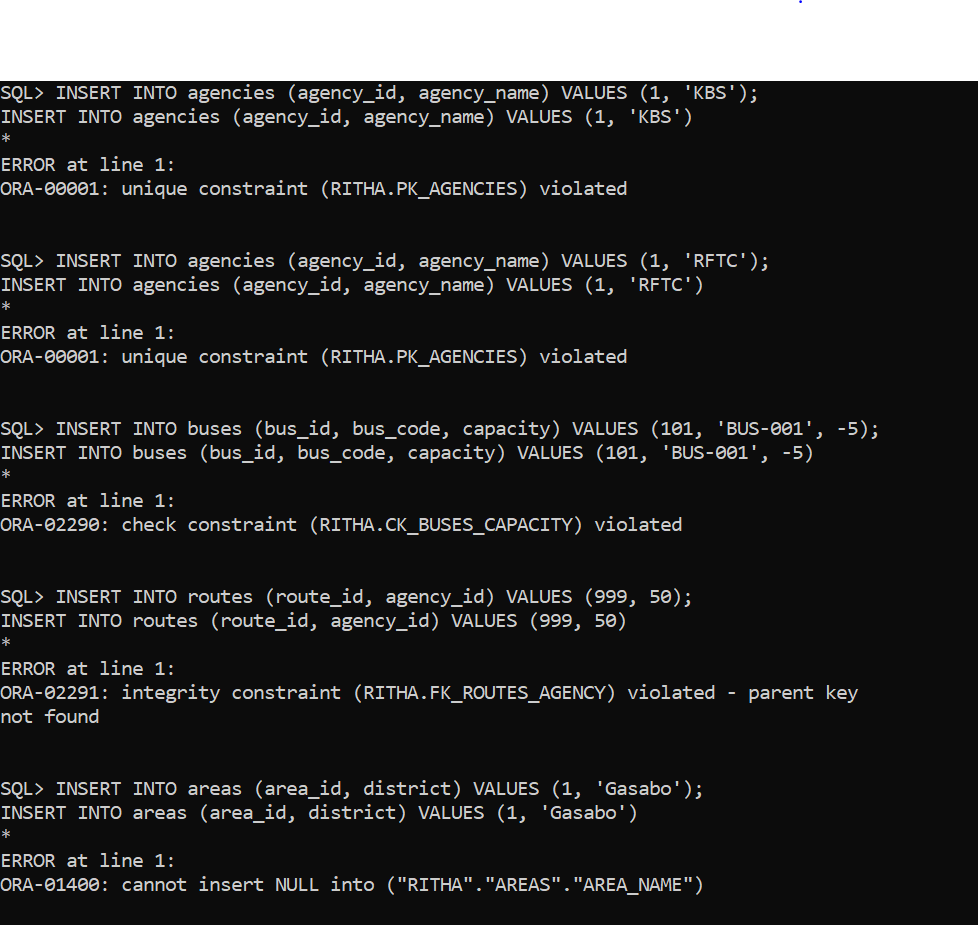 SQL> INSERT INTO agencies (agency_id, agency_name) VALUES (1, 'KBS');
INSERT INTO agencies (agency_id, agency_name) VALUES (1, 'KBS')
*
ERROR at line 1:
ORA-00001: unique constraint (RITHA.PK_AGENCIES) violated
SQL> INSERT INTO agencies (agency_id, agency_name) VALUES (1, 'RFTC');
INSERT INTO agencies (agency_id, agency_name) VALUES (1, 'RFTC')
*
ERROR at line 1:
ORA-00001: unique constraint (RITHA.PK_AGENCIES) violated
SQL> INSERT INTO buses (bus_id, bus_code, capacity) VALUES (101, 'BUS-001', -5);
INSERT INTO buses (bus_id, bus_code, capacity) VALUES (101, 'BUS-001', -5)
*
ERROR at line 1:
ORA-02290: check constraint (RITHA.CK_BUSES_CAPACITY) violated
SQL> INSERT INTO routes (route_id, agency_id) VALUES (999, 50);
INSERT INTO routes (route_id, agency_id) VALUES (999, 50)
*
ERROR at line 1:
ORA-02291: integrity constraint (RITHA.FK_ROUTES_AGENCY) violated - parent key
not found
SQL> INSERT INTO areas (area_id, district) VALUES (1, 'Gasabo');
INSERT INTO areas (area_id, district) VALUES (1, 'Gasabo')
*
ERROR at line 1:
ORA-01400: cannot insert NULL into ("RITHA"."AREAS"."AREA_NAME")